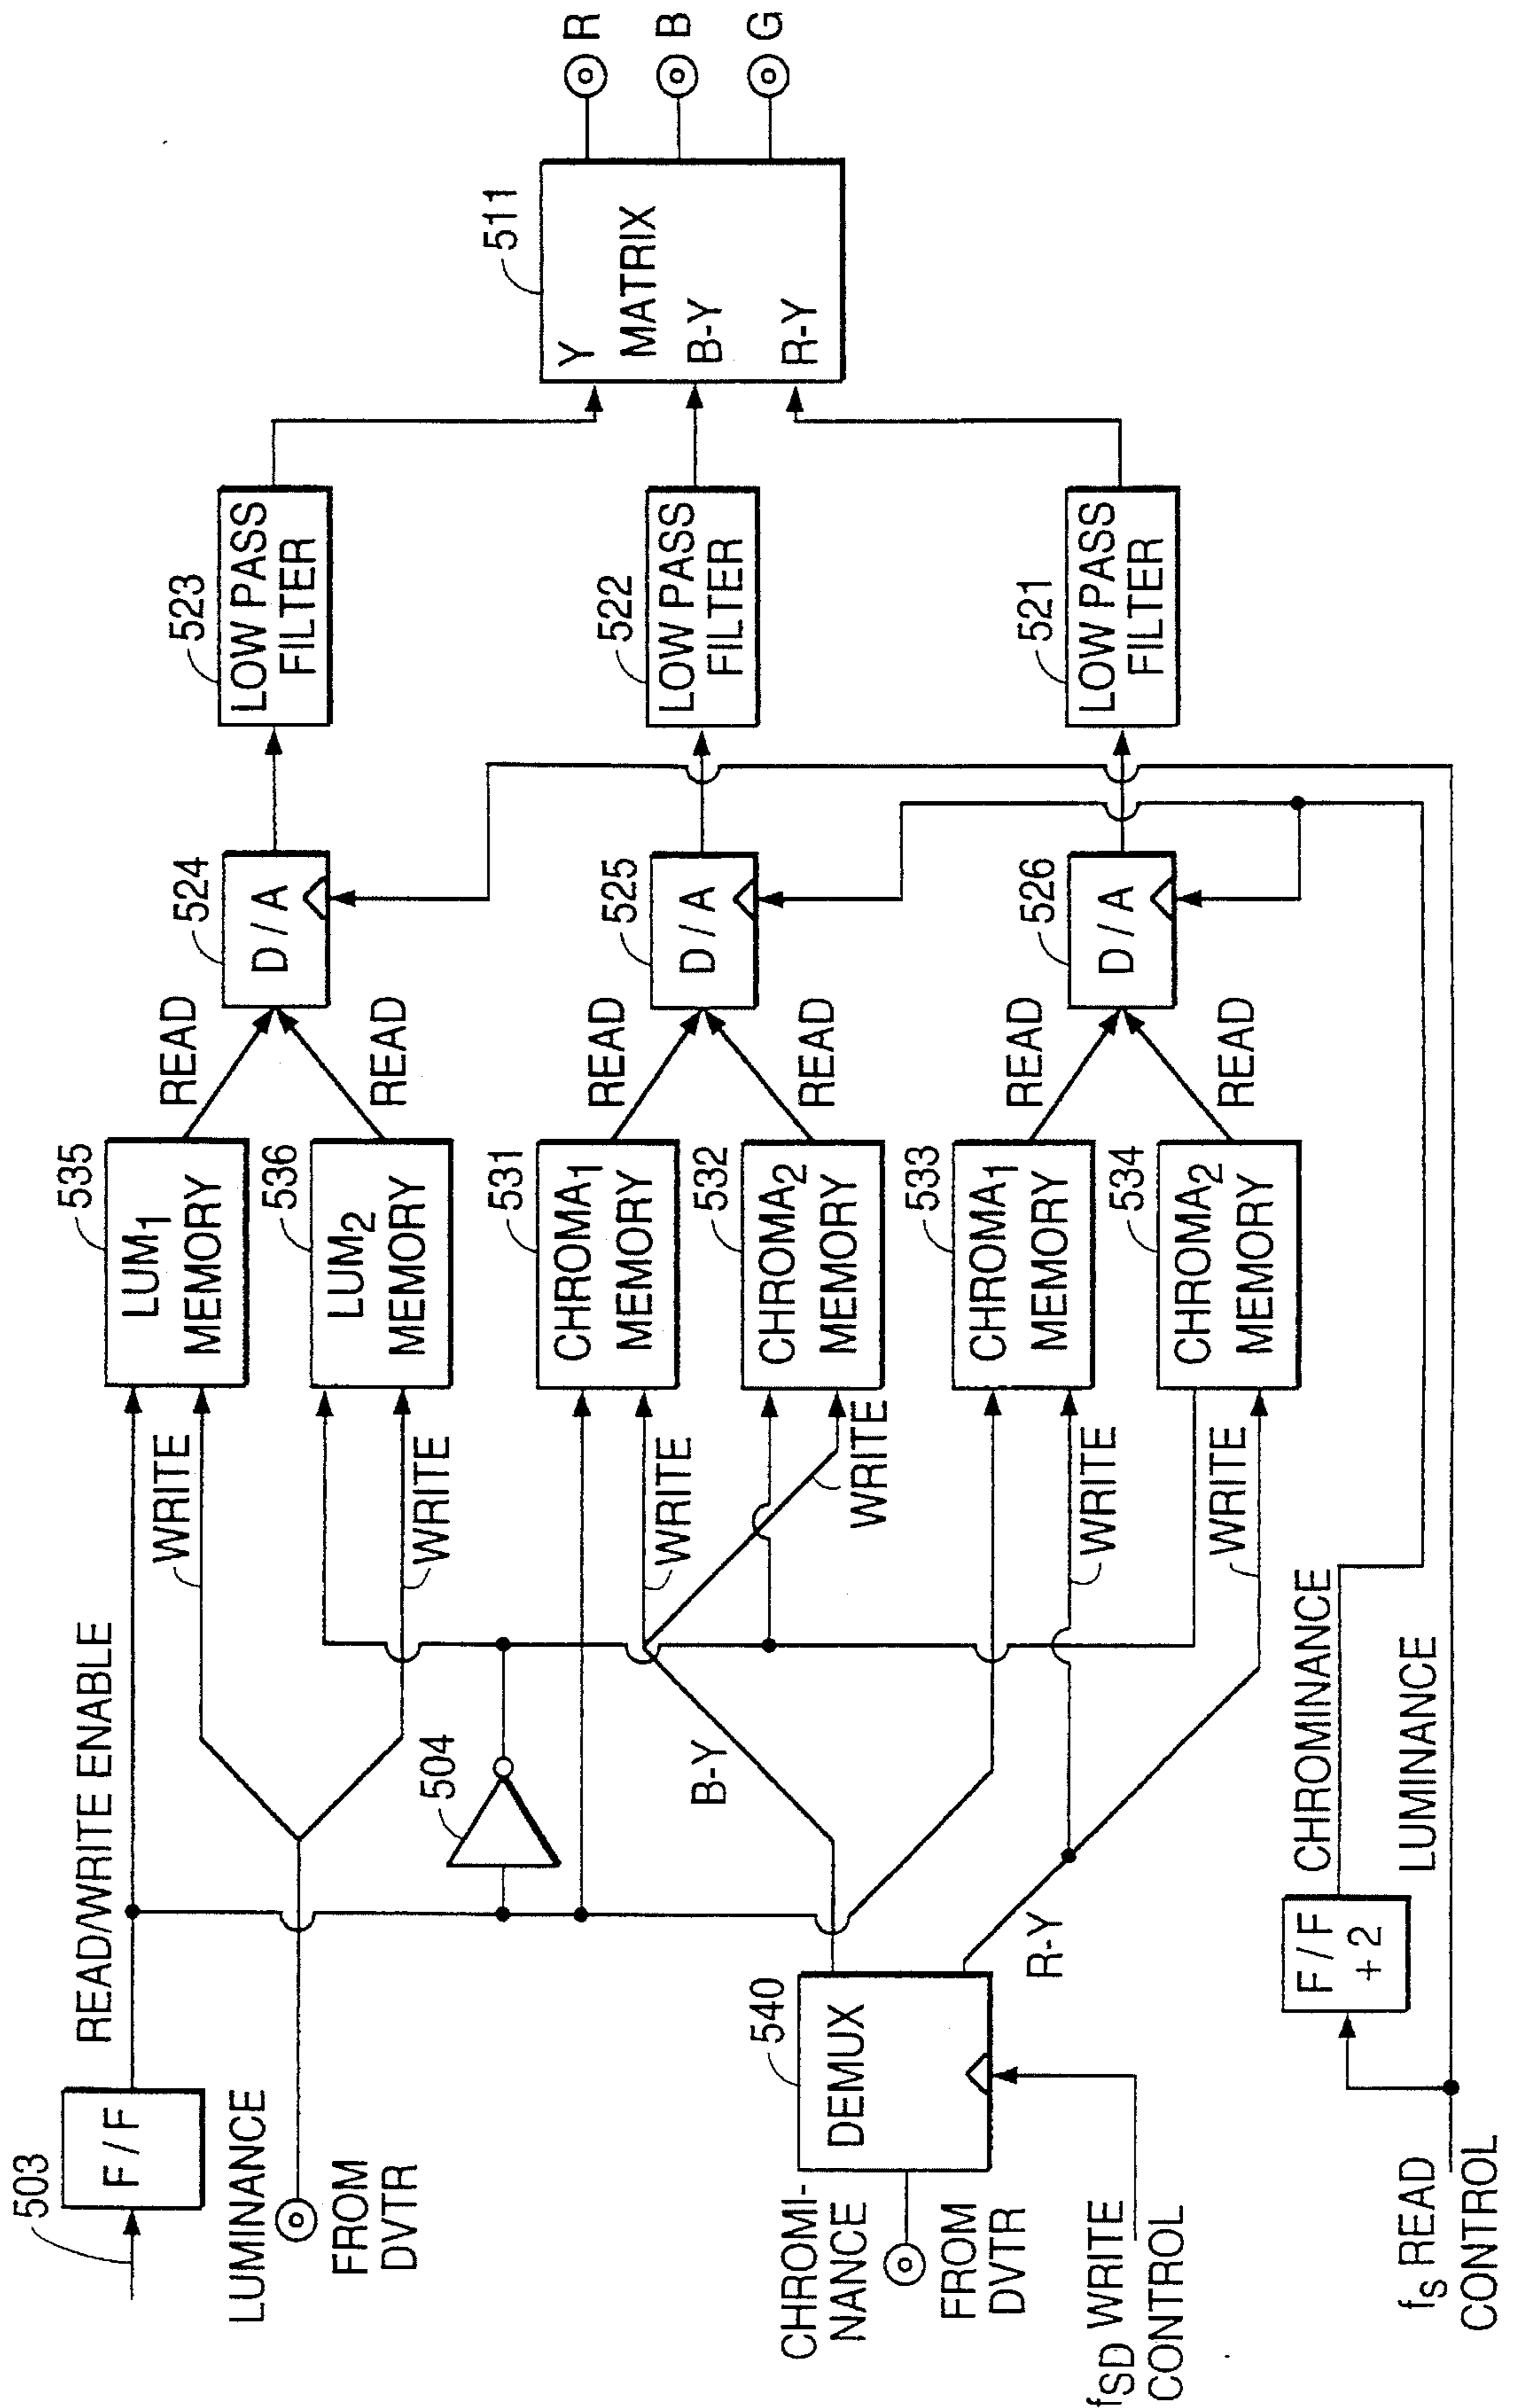 503
F / F
READ/WRITE ENABLE
LUMINANCE
FROM
DVTR
WRITE
WRITE
504
535
LUM1
MEMORY
536
LUM2
MEMORY
READ
READ
524
D / A
523
LOW PASS
FILTER
CHROMI-
NANCE
FROM
DVTR
540
DEMUX
fSD WRITE
CONTROL
B-Y
R-Y
WRITE
WRITE
531
CHROMA1
MEMORY
532
CHROMA2
MEMORY
READ
READ
525
D / A
522
LOW PASS
FILTER
WRITE
WRITE
533
CHROMA1
MEMORY
534
CHROMA2
MEMORY
READ
READ
526
D / A
521
LOW PASS
FILTER
511
Y
MATRIX
B-Y
R-Y
R
B
G
F / F
+ 2
CHROMINANCE
LUMINANCE
fS READ
CONTROL